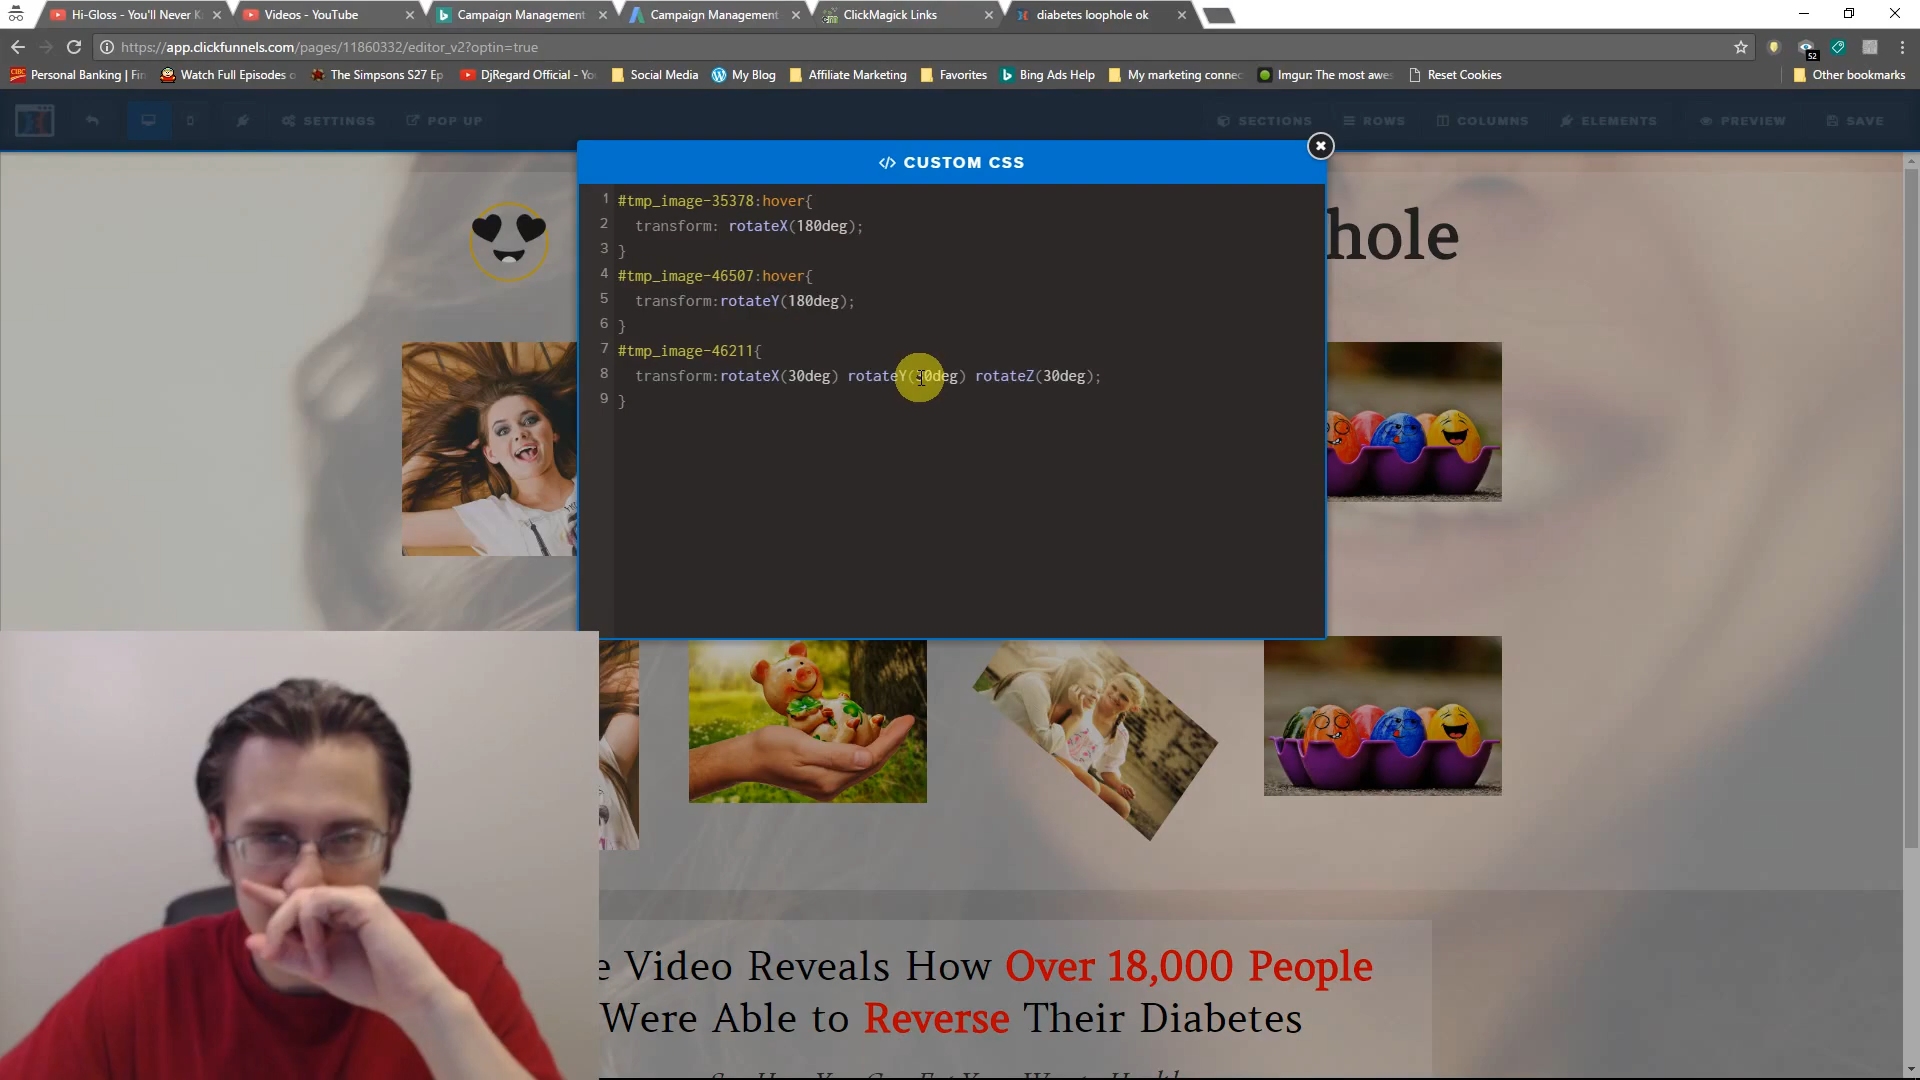 Hi-Gloss - You'll Never K
Videos - YouTube
Campaign Management
Campaign Management
ClickMagick Links
diabetes loophole ok
https://app.clickfunnels.com/pages/11860332/editor_v2?optin=true
52
CIBC Personal Banking | Fin
Watch Full Episodes o
The Simpsons S27 Ep
DjRegard Official - Yo
Social Media
My Blog
Affiliate Marketing
Favorites
Bing Ads Help
My marketing connec
Imgur: The most awes
Reset Cookies
Other bookmarks
SETTINGS
POP UP
SECTIONS
ROWS
COLUMNS
ELEMENTS
PREVIEW
SAVE
</> CUSTOM CSS
hole
1 #tmp_image-35378:hover{
2 transform: rotateX(180deg);
3 }
4 #tmp_image-46507:hover{
5 transform:rotateY(180deg);
6 }
7 #tmp_image-46211{
8 transform:rotateX(30deg) rotateY(30deg) rotateZ(30deg);
9 }
e Video Reveals How Over 18,000 People
Were Able to Reverse Their Diabetes